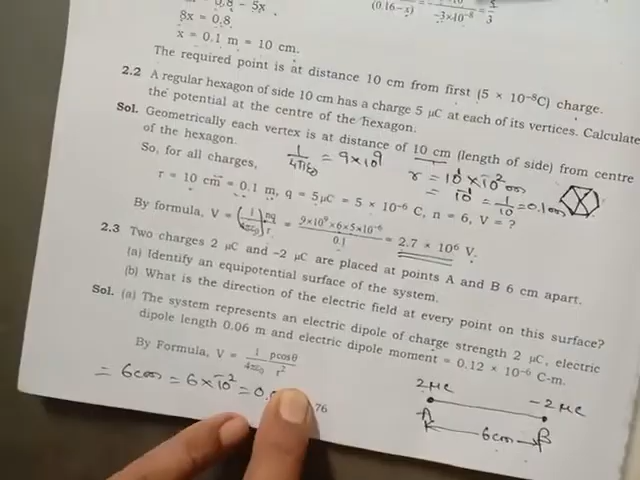 0,8 - 5x
8x = 0.8
x = 0.1 m = 10 cm.
(0.16-x) -3×10⁻⁸ 3
The required point is at distance 10 cm from first (5 × 10⁻⁸C) charge.
2.2 A regular hexagon of side 10 cm has a charge 5 µC at each of its vertices. Calculate
the potential at the centre of the hexagon.
Sol. Geometrically each vertex is at distance of 10 cm (length of side) from centre
of the hexagon.
1/4πε₀ = 9×10⁹
r = 10¹ × 10⁻² m
= 10⁻¹ = 1/10 = 0.1m
So, for all charges,
r = 10 cm = 0.1 m, q = 5µC = 5 × 10⁻⁶ C, n = 6, V = ?
By formula, V = (1/4πε₀) nq/r = 9×10⁹×6×5×10⁻⁶/0.1 = 2.7 × 10⁶ V.
2.3 Two charges 2 µC and -2 µC are placed at points A and B 6 cm apart.
(a) Identify an equipotential surface of the system.
(b) What is the direction of the electric field at every point on this surface?
Sol. (a) The system represents an electric dipole of charge strength 2 µC, electric
dipole length 0.06 m and electric dipole moment = 0.12 × 10⁻⁶ C-m.
By Formula, V = 1/4πε₀ pcosθ/r²
= 6cm = 6 × 10⁻² = 0.
2µC -2µC
A 6cm B
76